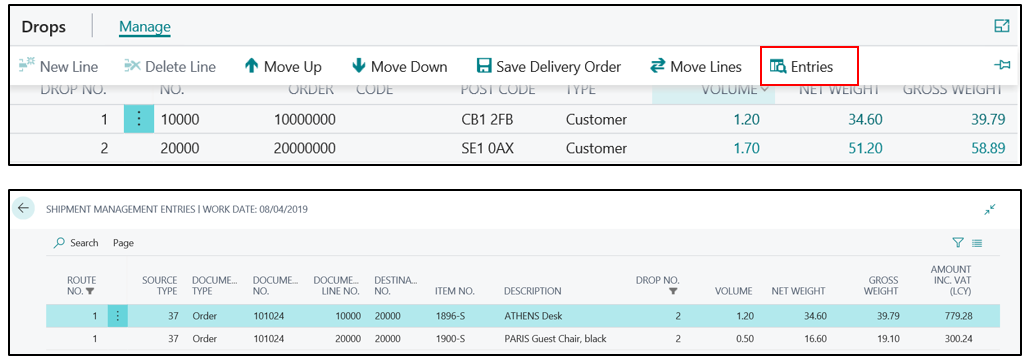 Drops Manage
New Line Delete Line Move Up Move Down Save Delivery Order Move Lines Entries
DROP NO. NO. ORDER CODE POST CODE TYPE VOLUME NET WEIGHT GROSS WEIGHT
1 10000 10000000 CB1 2FB Customer 1.20 34.60 39.79
2 20000 20000000 SE1 0AX Customer 1.70 51.20 58.89
SHIPMENT MANAGEMENT ENTRIES | WORK DATE: 08/04/2019
Search Page
ROUTE NO. SOURCE TYPE DOCUME... TYPE DOCUME... NO. DOCUME... LINE NO. DESTINA... NO. ITEM NO. DESCRIPTION DROP NO. VOLUME NET WEIGHT GROSS WEIGHT AMOUNT INC. VAT (LCY)
1 37 Order 101024 10000 20000 1896-S ATHENS Desk 2 1.20 34.60 39.79 779.28
1 37 Order 101024 20000 20000 1900-S PARIS Guest Chair, black 2 0.50 16.60 19.10 300.24